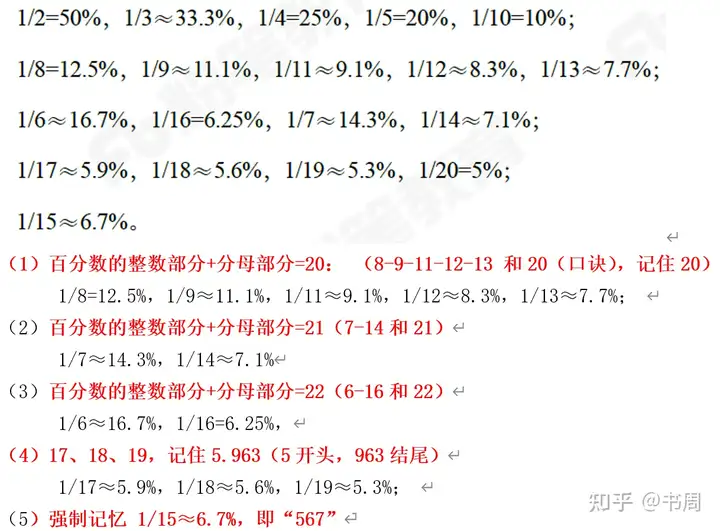 1/2=50%，1/3≈33.3%，1/4=25%，1/5=20%，1/10=10%；
1/8=12.5%，1/9≈11.1%，1/11≈9.1%，1/12≈8.3%，1/13≈7.7%；
1/6≈16.7%，1/16=6.25%，1/7≈14.3%，1/14≈7.1%；
1/17≈5.9%，1/18≈5.6%，1/19≈5.3%，1/20=5%；
1/15≈6.7%。
（1）百分数的整数部分+分母部分=20：（8-9-11-12-13 和 20（口诀），记住 20）
1/8=12.5%，1/9≈11.1%，1/11≈9.1%，1/12≈8.3%，1/13≈7.7%；
（2）百分数的整数部分+分母部分=21（7-14 和 21）
1/7≈14.3%，1/14≈7.1%
（3）百分数的整数部分+分母部分=22（6-16 和 22）
1/6≈16.7%，1/16=6.25%，
（4）17、18、19，记住 5.963（5 开头，963 结尾）
1/17≈5.9%，1/18≈5.6%，1/19≈5.3%；
（5）强制记忆 1/15≈6.7%，即“567”
知乎 @书周